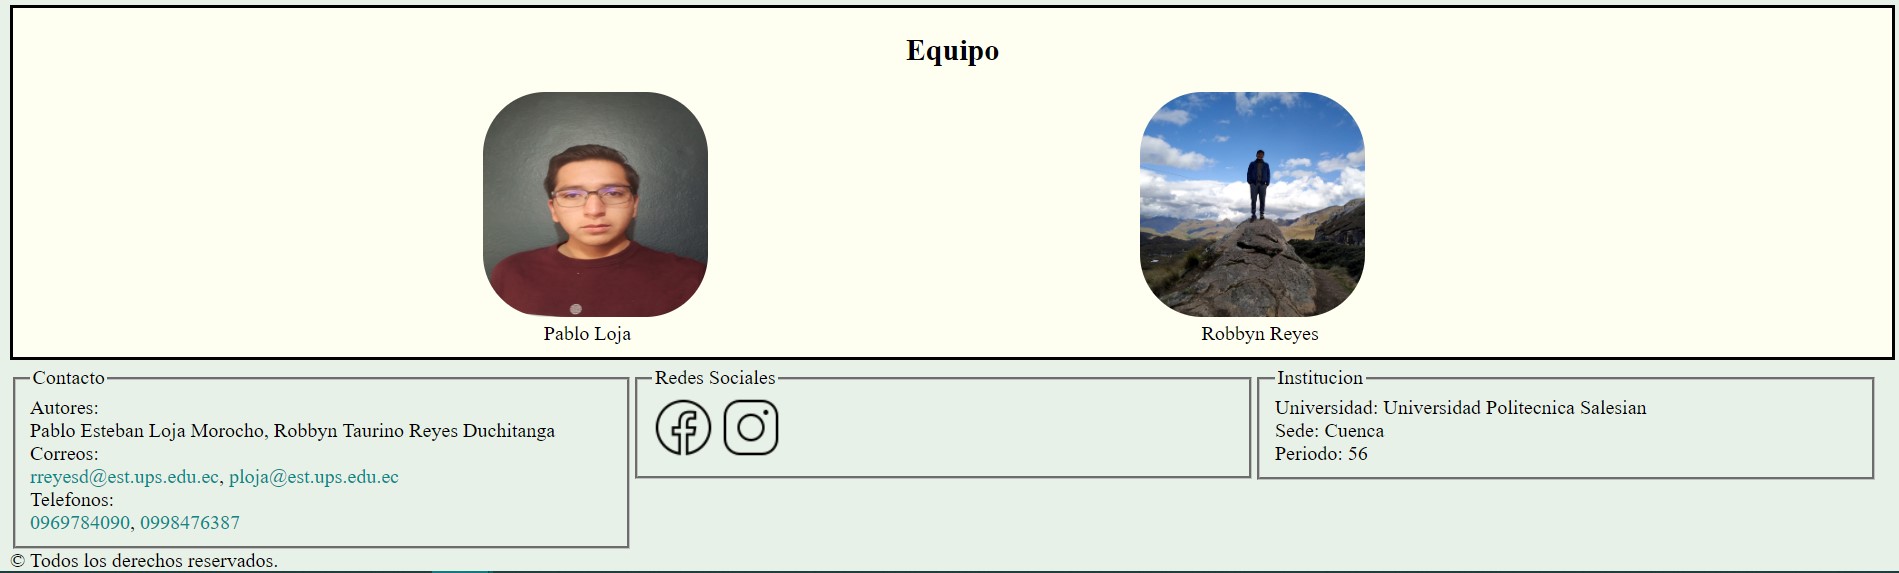 Equipo
Pablo Loja
Robbyn Reyes
Contacto
Autores:
Pablo Esteban Loja Morocho, Robbyn Taurino Reyes Duchitanga
Correos:
rreyesd@est.ups.edu.ec, ploja@est.ups.edu.ec
Telefonos:
0969784090, 0998476387
Redes Sociales
Institucion
Universidad: Universidad Politecnica Salesian
Sede: Cuenca
Periodo: 56
© Todos los derechos reservados.